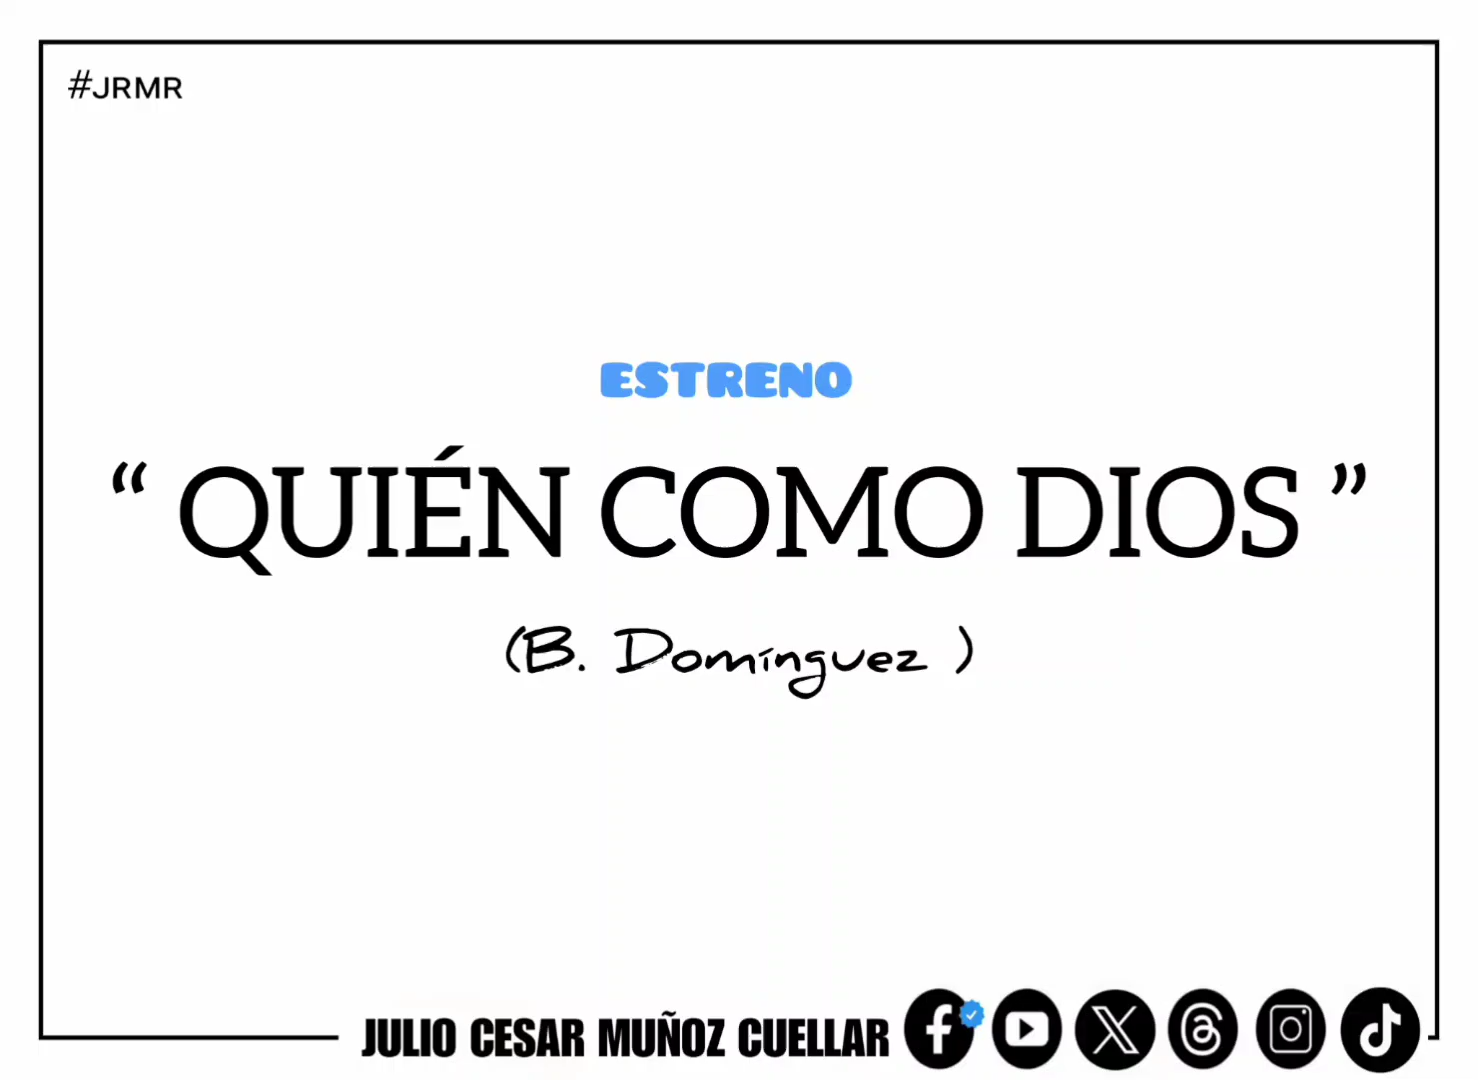 #JRMR
ESTRENO
“ QUIÉN COMO DIOS ”
(B. Domínguez )
JULIO CESAR MUÑOZ CUELLAR